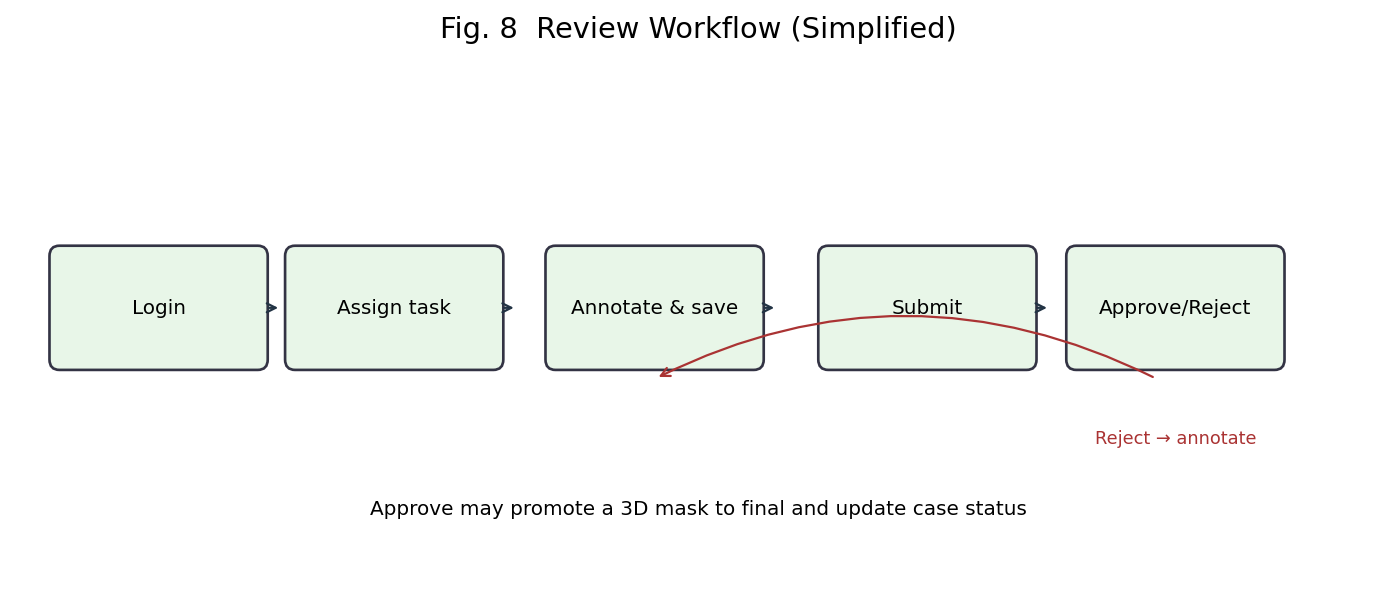 Fig. 8  Review Workflow (Simplified)
Login
Assign task
Annotate & save
Submit
Approve/Reject
Reject → annotate
Approve may promote a 3D mask to final and update case status